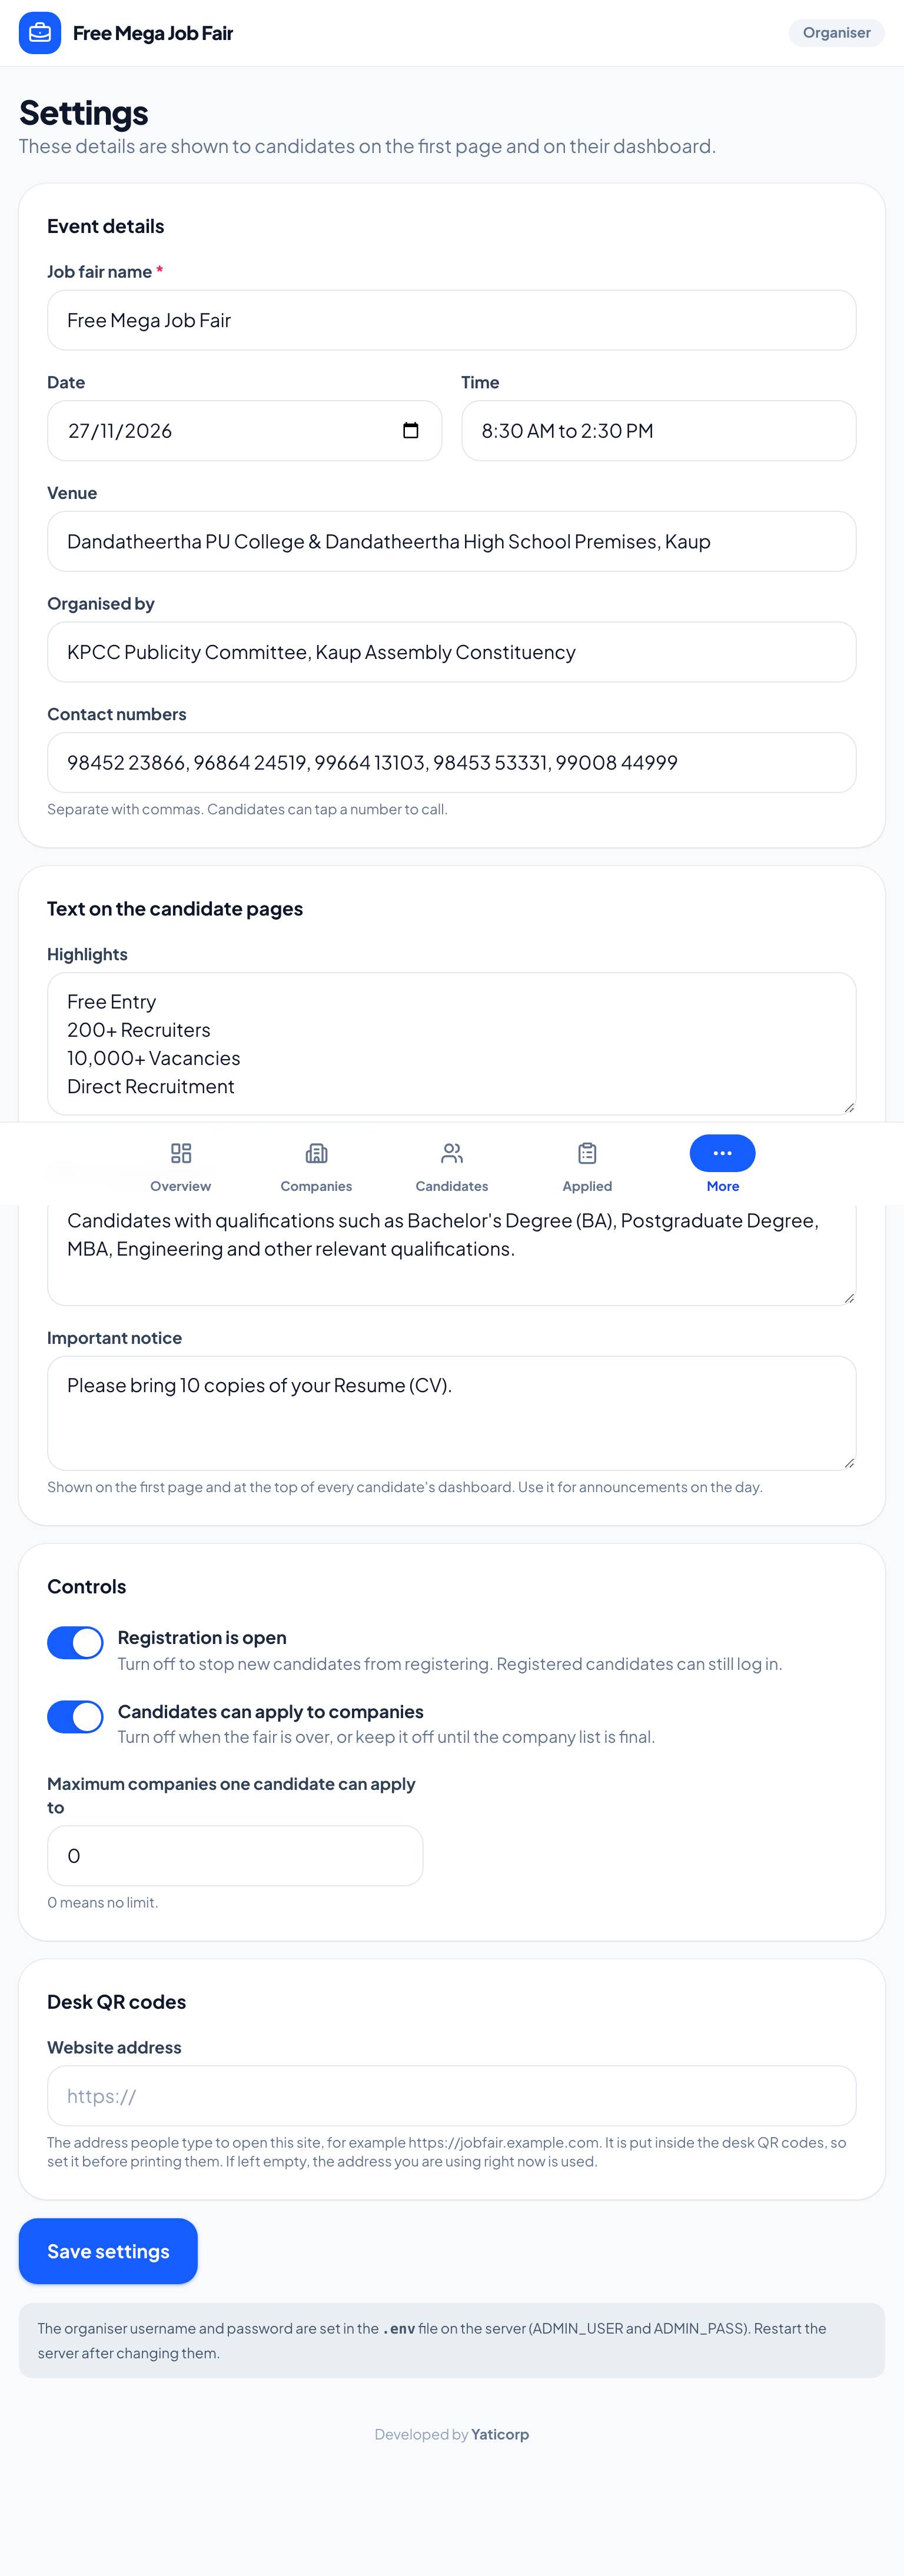 Free Mega Job Fair
Organiser
Settings
These details are shown to candidates on the first page and on their dashboard.
Event details
Job fair name *
Free Mega Job Fair
Date
Time
27/11/2026
8:30 AM to 2:30 PM
Venue
Dandatheertha PU College & Dandatheertha High School Premises, Kaup
Organised by
KPCC Publicity Committee, Kaup Assembly Constituency
Contact numbers
98452 23866, 96864 24519, 99664 13103, 98453 53331, 99008 44999
Separate with commas. Candidates can tap a number to call.
Text on the candidate pages
Highlights
Free Entry
200+ Recruiters
10,000+ Vacancies
Direct Recruitment
Overview
Companies
Candidates
Applied
More
Candidates with qualifications such as Bachelor's Degree (BA), Postgraduate Degree,
MBA, Engineering and other relevant qualifications.
Important notice
Please bring 10 copies of your Resume (CV).
Shown on the first page and at the top of every candidate's dashboard. Use it for announcements on the day.
Controls
Registration is open
Turn off to stop new candidates from registering. Registered candidates can still log in.
Candidates can apply to companies
Turn off when the fair is over, or keep it off until the company list is final.
Maximum companies one candidate can apply
to
0
0 means no limit.
Desk QR codes
Website address
https://
The address people type to open this site, for example https://jobfair.example.com. It is put inside the desk QR codes, so
set it before printing them. If left empty, the address you are using right now is used.
Save settings
The organiser username and password are set in the .env file on the server (ADMIN_USER and ADMIN_PASS). Restart the
server after changing them.
Developed by Yaticorp